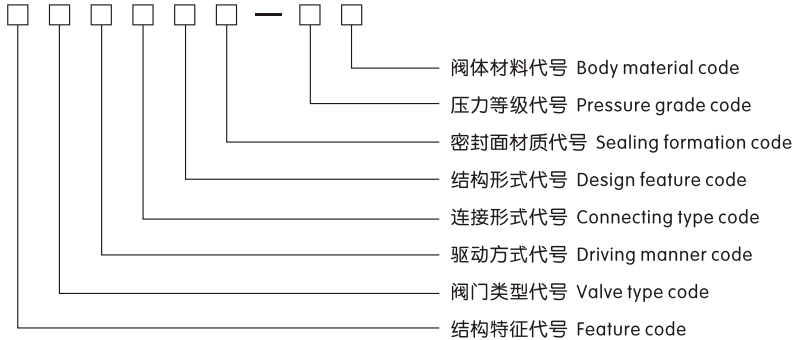 阀体材料代号 Body material code
压力等级代号 Pressure grade code
密封面材质代号 Sealing formation code
结构形式代号 Design feature code
连接形式代号 Connecting type code
驱动方式代号 Driving manner code
阀门类型代号 Valve type code
结构特征代号 Feature code